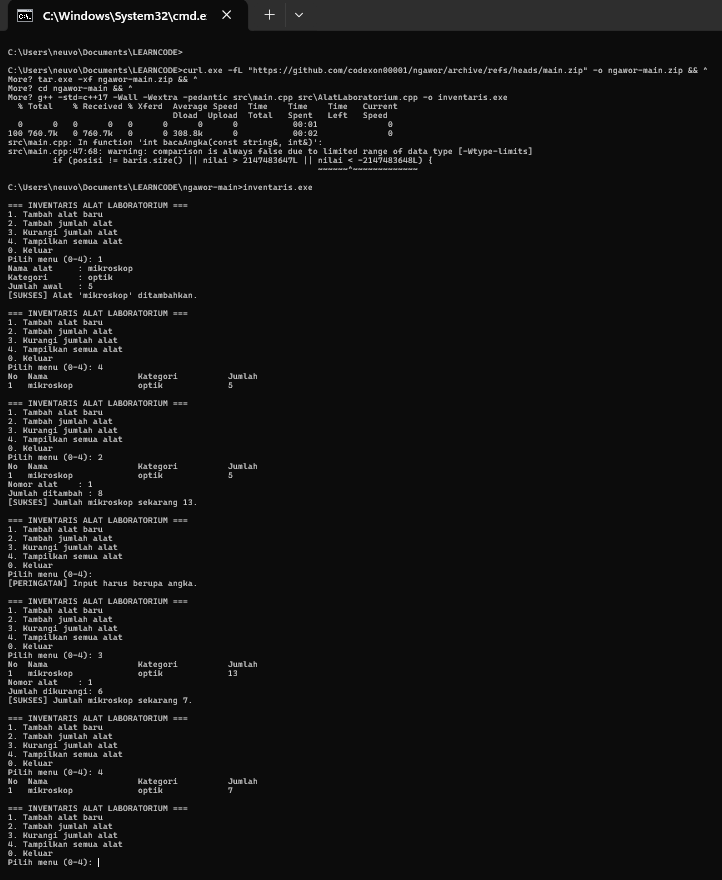 C:\Windows\System32\cmd.e
C:\Users\neuvo\Documents\LEARNCODE>
C:\Users\neuvo\Documents\LEARNCODE>curl.exe -fL "https://github.com/codexon00001/ngawor/archive/refs/heads/main.zip" -o ngawor-main.zip && ^
More? tar.exe -xf ngawor-main.zip && ^
More? cd ngawor-main && ^
More? g++ -std=c++17 -Wall -Wextra -pedantic src\main.cpp src\AlatLaboratorium.cpp -o inventaris.exe
  % Total    % Received % Xferd  Average Speed  Time    Time    Time   Current
                                 Dload  Upload  Total   Spent   Left   Speed
  0      0   0      0   0      0      0      0           00:01              0
100 760.7k   0 760.7k   0      0 308.8k      0           00:02              0
src\main.cpp: In function 'int bacaAngka(const string&, int&)':
src\main.cpp:47:68: warning: comparison is always false due to limited range of data type [-Wtype-limits]
         if (posisi != baris.size() || nilai > 2147483647L || nilai < -2147483648L) {
                                                              ~~~~~~^~~~~~~~~~~~~~
C:\Users\neuvo\Documents\LEARNCODE\ngawor-main>inventaris.exe
=== INVENTARIS ALAT LABORATORIUM ===
1. Tambah alat baru
2. Tambah jumlah alat
3. Kurangi jumlah alat
4. Tampilkan semua alat
0. Keluar
Pilih menu (0-4): 1
Nama alat     : mikroskop
Kategori      : optik
Jumlah awal   : 5
[SUKSES] Alat 'mikroskop' ditambahkan.
=== INVENTARIS ALAT LABORATORIUM ===
1. Tambah alat baru
2. Tambah jumlah alat
3. Kurangi jumlah alat
4. Tampilkan semua alat
0. Keluar
Pilih menu (0-4): 4
No  Nama                  Kategori          Jumlah
1   mikroskop             optik             5
=== INVENTARIS ALAT LABORATORIUM ===
1. Tambah alat baru
2. Tambah jumlah alat
3. Kurangi jumlah alat
4. Tampilkan semua alat
0. Keluar
Pilih menu (0-4): 2
No  Nama                  Kategori          Jumlah
1   mikroskop             optik             5
Nomor alat    : 1
Jumlah ditambah : 8
[SUKSES] Jumlah mikroskop sekarang 13.
=== INVENTARIS ALAT LABORATORIUM ===
1. Tambah alat baru
2. Tambah jumlah alat
3. Kurangi jumlah alat
4. Tampilkan semua alat
0. Keluar
Pilih menu (0-4):
[PERINGATAN] Input harus berupa angka.
=== INVENTARIS ALAT LABORATORIUM ===
1. Tambah alat baru
2. Tambah jumlah alat
3. Kurangi jumlah alat
4. Tampilkan semua alat
0. Keluar
Pilih menu (0-4): 3
No  Nama                  Kategori          Jumlah
1   mikroskop             optik             13
Nomor alat    : 1
Jumlah dikurangi: 6
[SUKSES] Jumlah mikroskop sekarang 7.
=== INVENTARIS ALAT LABORATORIUM ===
1. Tambah alat baru
2. Tambah jumlah alat
3. Kurangi jumlah alat
4. Tampilkan semua alat
0. Keluar
Pilih menu (0-4): 4
No  Nama                  Kategori          Jumlah
1   mikroskop             optik             7
=== INVENTARIS ALAT LABORATORIUM ===
1. Tambah alat baru
2. Tambah jumlah alat
3. Kurangi jumlah alat
4. Tampilkan semua alat
0. Keluar
Pilih menu (0-4):